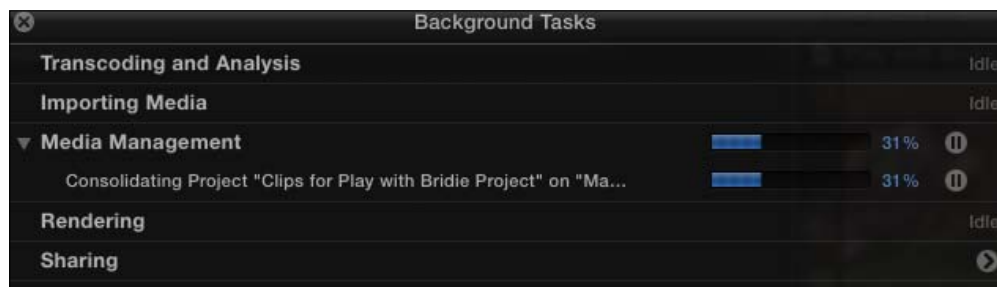 Background Tasks
Transcoding and Analysis Idle
Importing Media Idle
Media Management 31%
Consolidating Project "Clips for Play with Bridie Project" on "Ma... 31%
Rendering Idle
Sharing